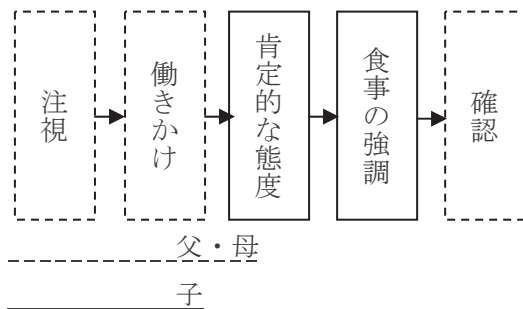 注視
働きかけ
肯定的な態度
食事の強調
確認
父・母
子